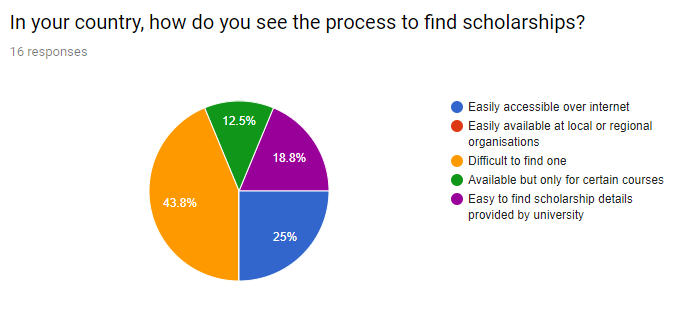 In your country, how do you see the process to find scholarships?
16 responses
12.5%
18.8%
43.8%
25%
Easily accessible over internet
Easily available at local or regional
organisations
Difficult to find one
Available but only for certain courses
Easy to find scholarship details
provided by university